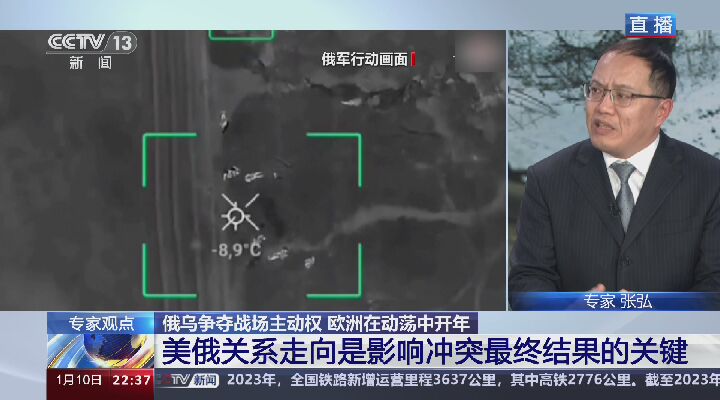 CCTV 13
新闻
直播
俄军行动画面
-8,9°C
专家 张弘
专家观点
俄乌争夺战场主动权 欧洲在动荡中开年
美俄关系走向是影响冲突最终结果的关键
1月10日 22:37 CCTV 新闻 2023年，全国铁路新增运营里程3637公里，其中高铁2776公里。截至2023年